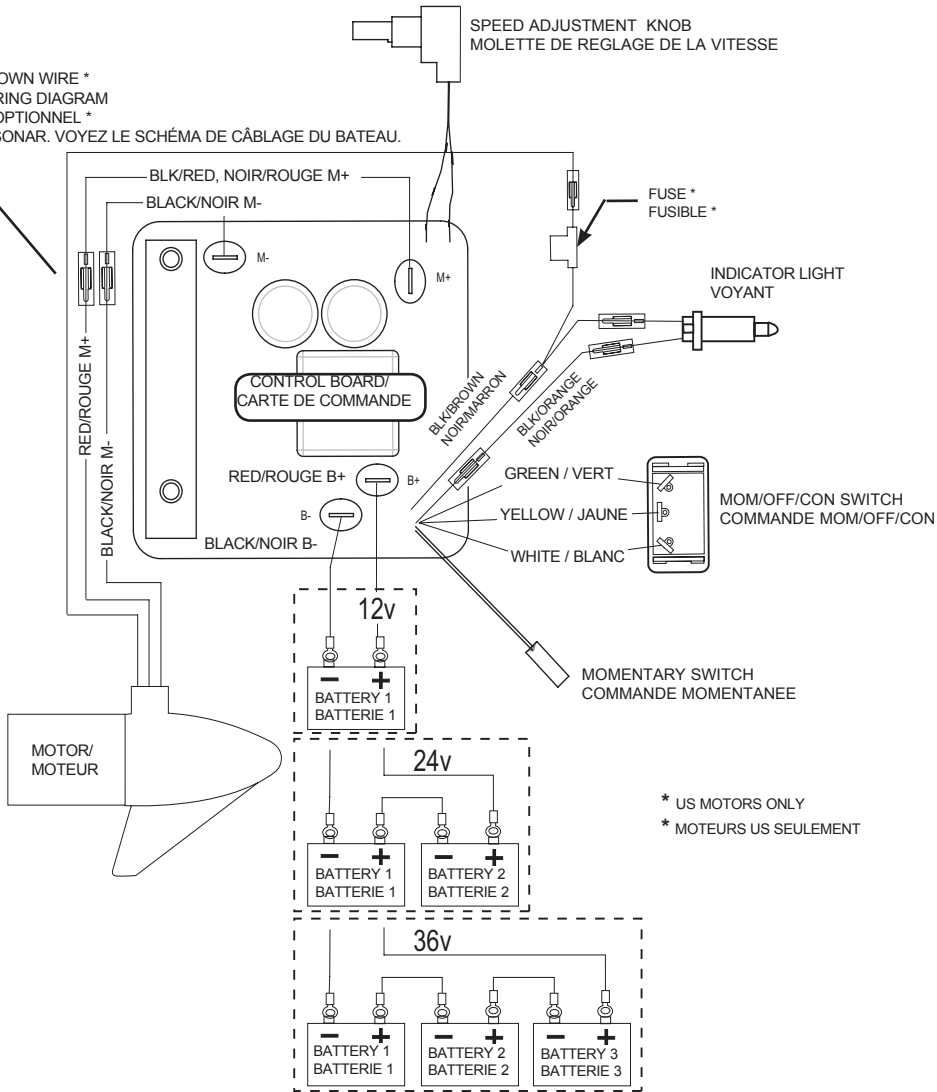 SPEED ADJUSTMENT KNOB
MOLETTE DE REGLAGE DE LA VITESSE
OWN WIRE *
RING DIAGRAM
OPTIONNEL *
SONAR. VOYEZ LE SCHÉMA DE CÂBLAGE DU BATEAU.
BLK/RED, NOIR/ROUGE M+
BLACK/NOIR M-
M-
M+
FUSE *
FUSIBLE *
INDICATOR LIGHT
VOYANT
RED/ROUGE M+
BLACK/NOIR M-
CONTROL BOARD/
CARTE DE COMMANDE
BLK/BROWN
NOIR/MARRON
BLK/ORANGE
NOIR/ORANGE
RED/ROUGE B+
B+
B-
BLACK/NOIR B-
GREEN / VERT
YELLOW / JAUNE
WHITE / BLANC
MOM/OFF/CON SWITCH
COMMANDE MOM/OFF/CON
MOMENTARY SWITCH
COMMANDE MOMENTANEE
MOTOR/
MOTEUR
12v
– +
BATTERY 1
BATTERIE 1
24v
– + – +
BATTERY 1 BATTERY 2
BATTERIE 1 BATTERIE 2
* US MOTORS ONLY
* MOTEURS US SEULEMENT
36v
– + – + – +
BATTERY 1 BATTERY 2 BATTERY 3
BATTERIE 1 BATTERIE 2 BATTERIE 3